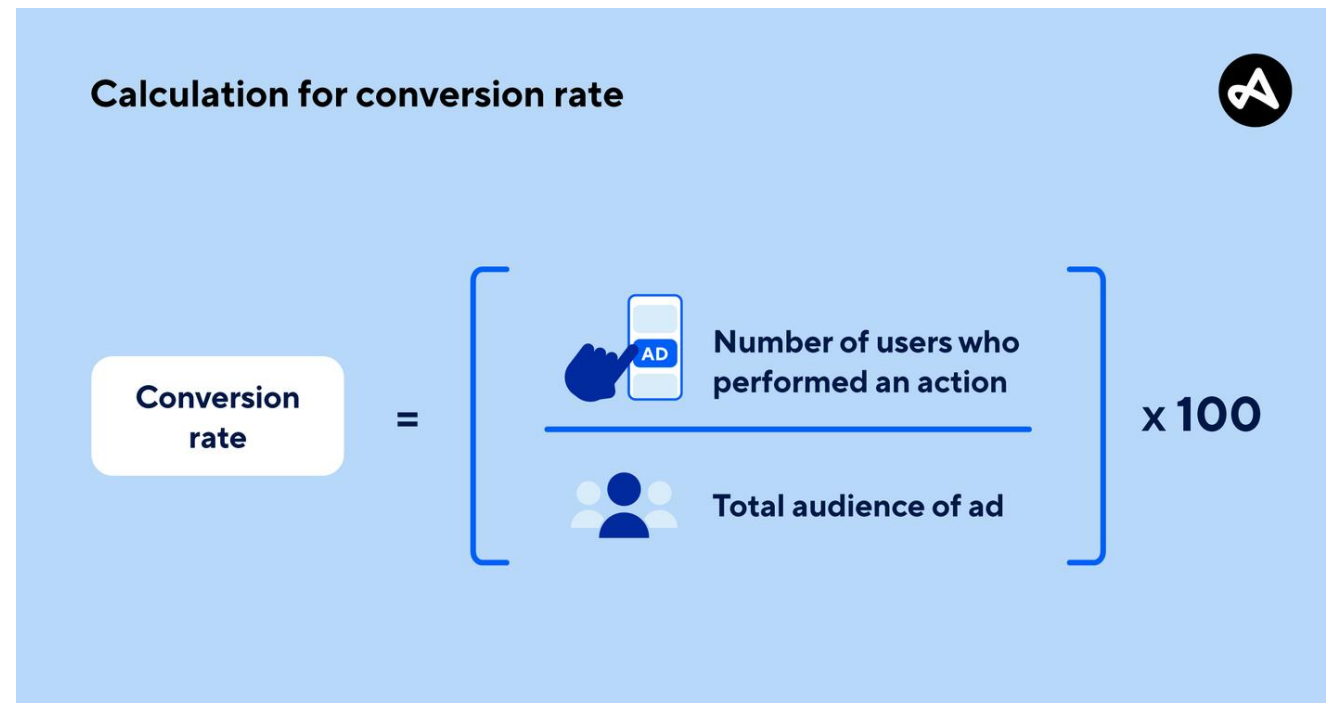 Calculation for conversion rate
Conversion
rate
=
AD
Number of users who
performed an action
Total audience of ad
x 100